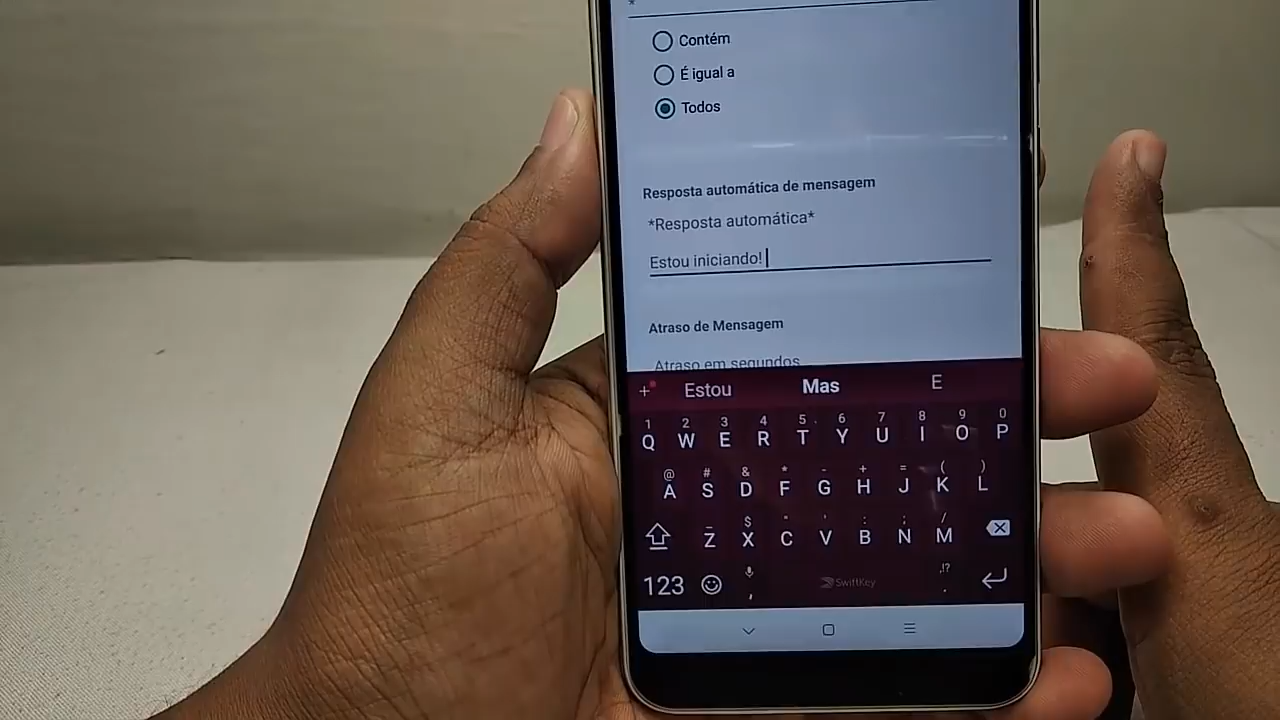 *
Contém
É igual a
Todos
Resposta automática de mensagem
*Resposta automática*
Estou iniciando!
Atraso de Mensagem
Atraso em segundos
+ Estou Mas E
1 2 3 4 5 6 7 8 9 0
Q W E R T Y U I O P
@ # & * - + = ( )
A S D F G H J K L
_ $ " ' : ; /
Z X C V B N M
123 , SwiftKey ,!? .